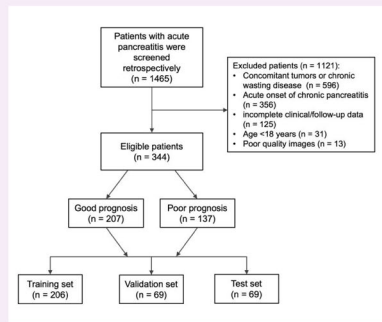 Patients with acute
pancreatitis were
screened
retrospectively
(n = 1465)
Excluded patients (n = 1121):
• Concomitant tumors or chronic
wasting disease (n = 596)
• Acute onset of chronic pancreatitis
(n = 356)
• incomplete clinical/follow-up data
(n = 125)
• Age <18 years (n = 31)
• Poor quality images (n = 13)
Eligible patients
(n = 344)
Good prognosis
(n = 207)
Poor prognosis
(n = 137)
Training set
(n = 206)
Validation set
(n = 69)
Test set
(n = 69)